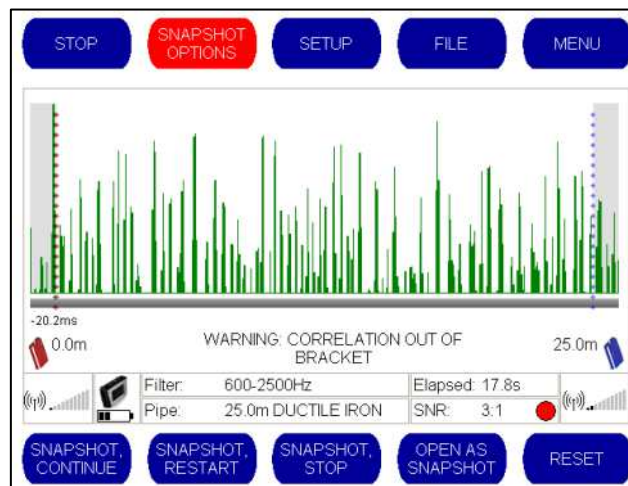 STOP
SNAPSHOT
OPTIONS
SETUP
FILE
MENU
-20.2ms
0.0m
WARNING: CORRELATION OUT OF
BRACKET
25.0m
Filter: 600-2500Hz
Elapsed: 17.8s
Pipe: 25.0m DUCTILE IRON
SNR: 3:1
SNAPSHOT,
CONTINUE
SNAPSHOT,
RESTART
SNAPSHOT,
STOP
OPEN AS
SNAPSHOT
RESET